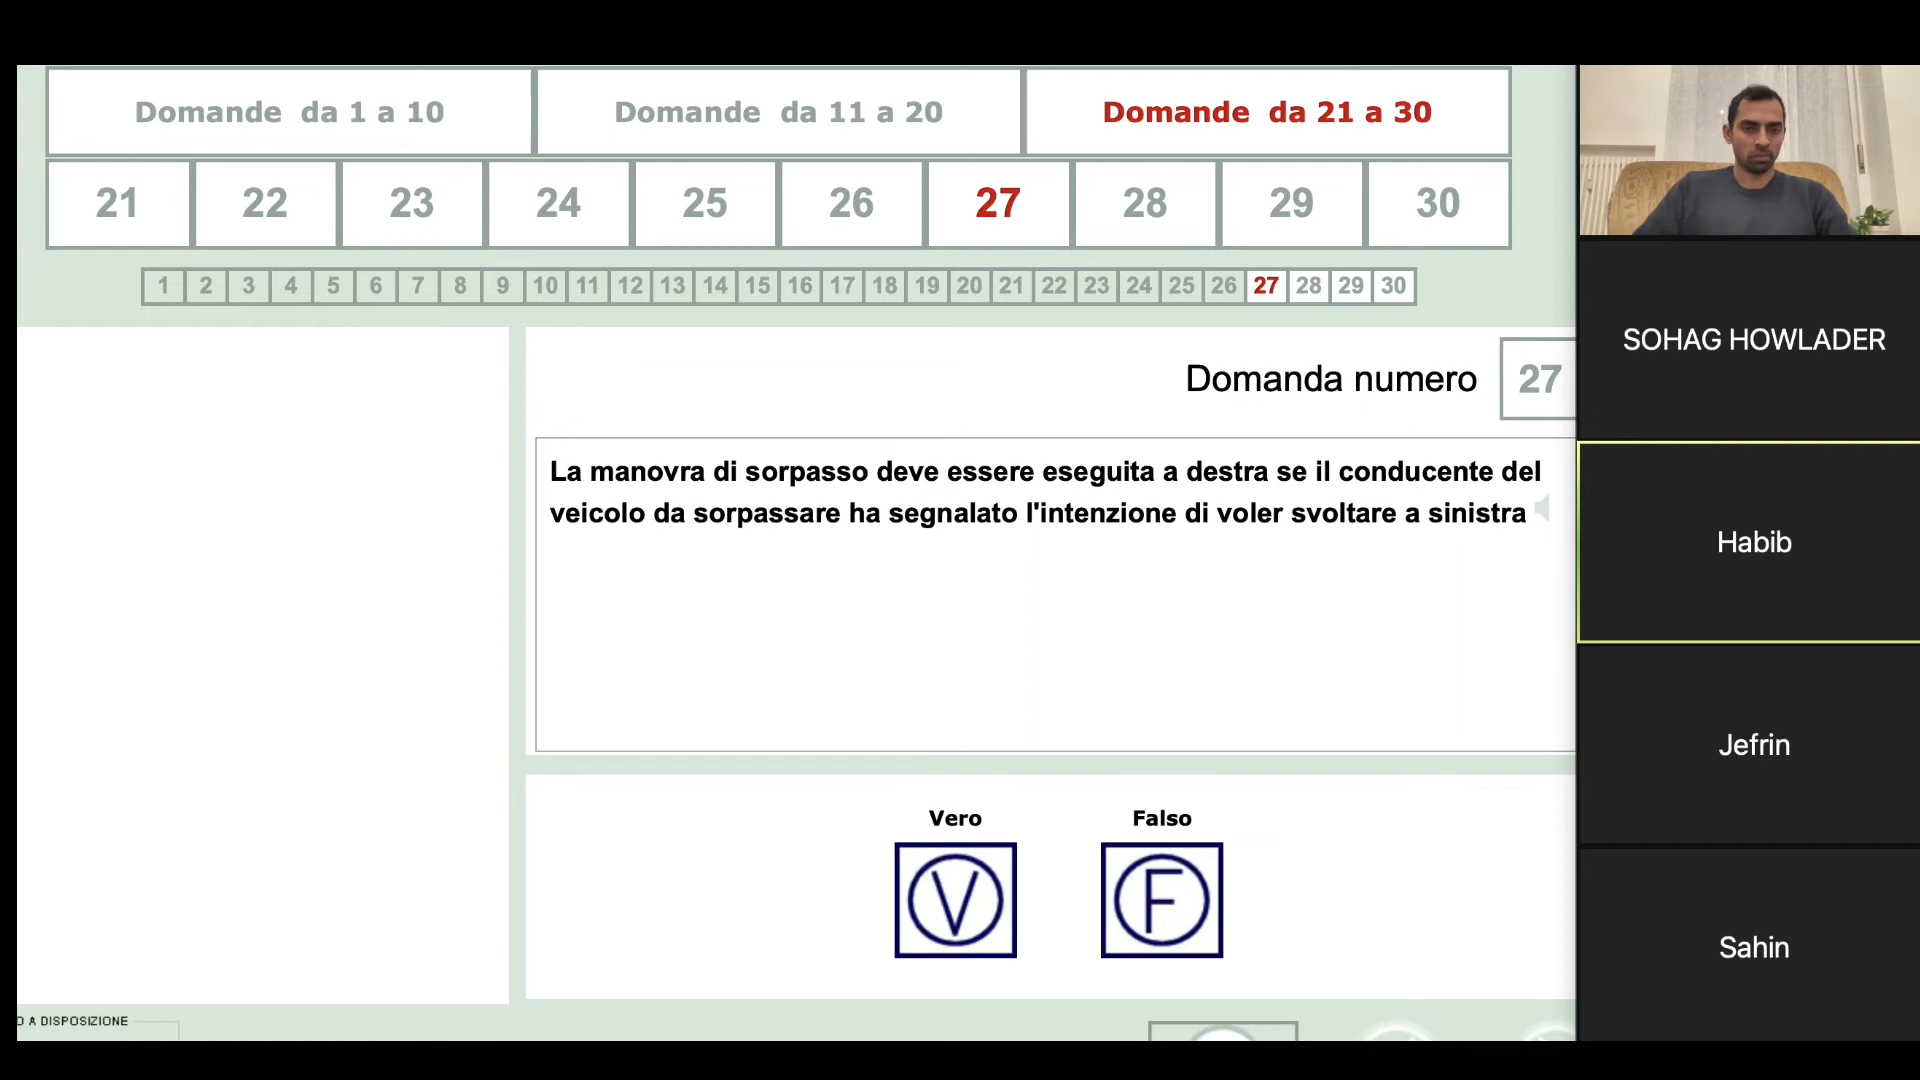 Domande da 1 a 10
Domande da 11 a 20
Domande da 21 a 30
21 22 23 24 25 26 27 28 29 30
1 2 3 4 5 6 7 8 9 10 11 12 13 14 15 16 17 18 19 20 21 22 23 24 25 26 27 28 29 30
Domanda numero 27
La manovra di sorpasso deve essere eseguita a destra se il conducente del
veicolo da sorpassare ha segnalato l'intenzione di voler svoltare a sinistra
Vero
Falso
V
F
O A DISPOSIZIONE
SOHAG HOWLADER
Habib
Jefrin
Sahin